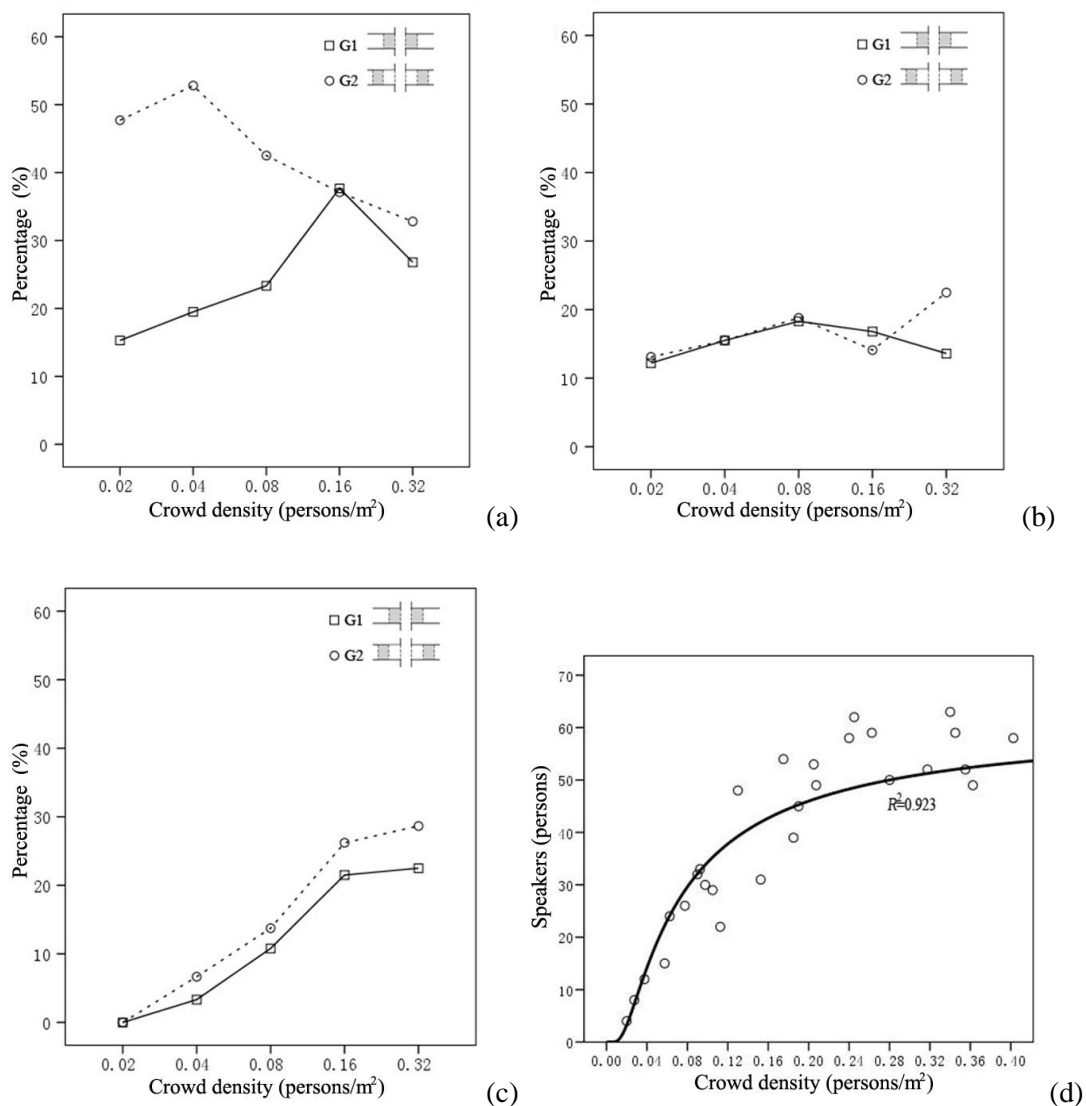 60
50
40
30
20
10
0
Percentage (%)
G1
G2
0.02 0.04 0.08 0.16 0.32
Crowd density (persons/m²)
(a)
60
50
40
30
20
10
0
Percentage (%)
G1
G2
0.02 0.04 0.08 0.16 0.32
Crowd density (persons/m²)
(b)
60
50
40
30
20
10
0
Percentage (%)
G1
G2
0.02 0.04 0.08 0.16 0.32
Crowd density (persons/m²)
(c)
70
60
50
40
30
20
10
0
Speakers (persons)
R²=0.923
0.00 0.04 0.08 0.12 0.16 0.20 0.24 0.28 0.32 0.36 0.40
Crowd density (persons/m²)
(d)